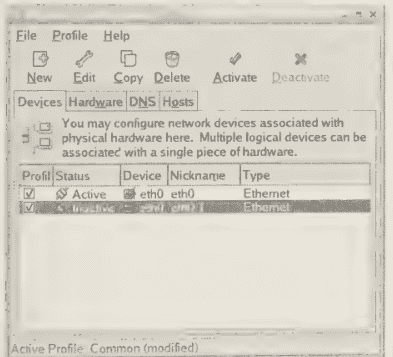 File Profile Help
New Edit Copy Delete Activate Deactivate
Devices Hardware DNS Hosts
You may configure network devices associated with
physical hardware here. Multiple logical devices can be
associated with a single piece of hardware.
Profil Status Device Nickname Type
Active eth0 eth0 Ethernet
Inactive Ethernet
Active Profile: Common (modified)